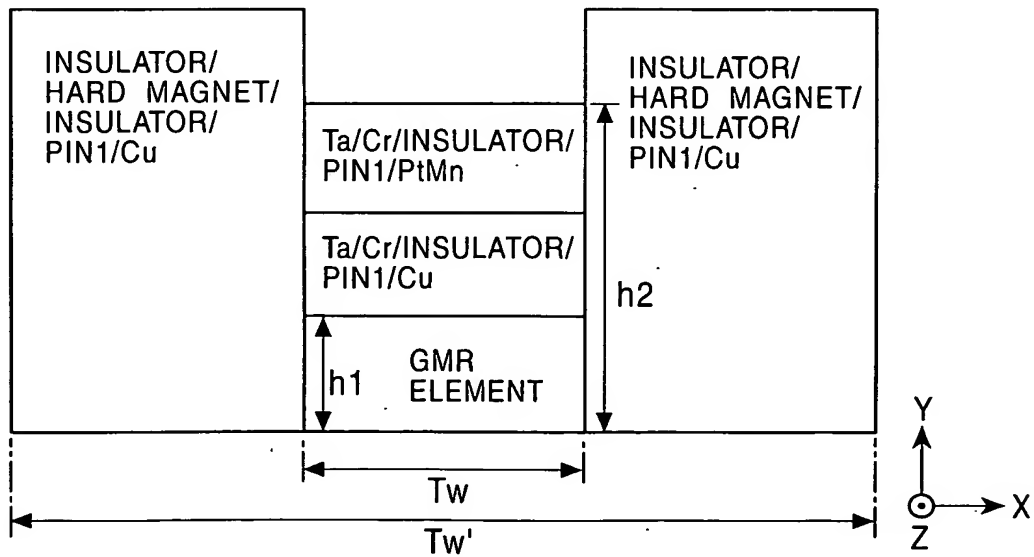 INSULATOR/
HARD MAGNET/
INSULATOR/
PIN1/Cu
Ta/Cr/INSULATOR/
PIN1/PtMn
Ta/Cr/INSULATOR/
PIN1/Cu
h1
GMR
ELEMENT
h2
INSULATOR/
HARD MAGNET/
INSULATOR/
PIN1/Cu
Tw
Tw'
Y
X
Z